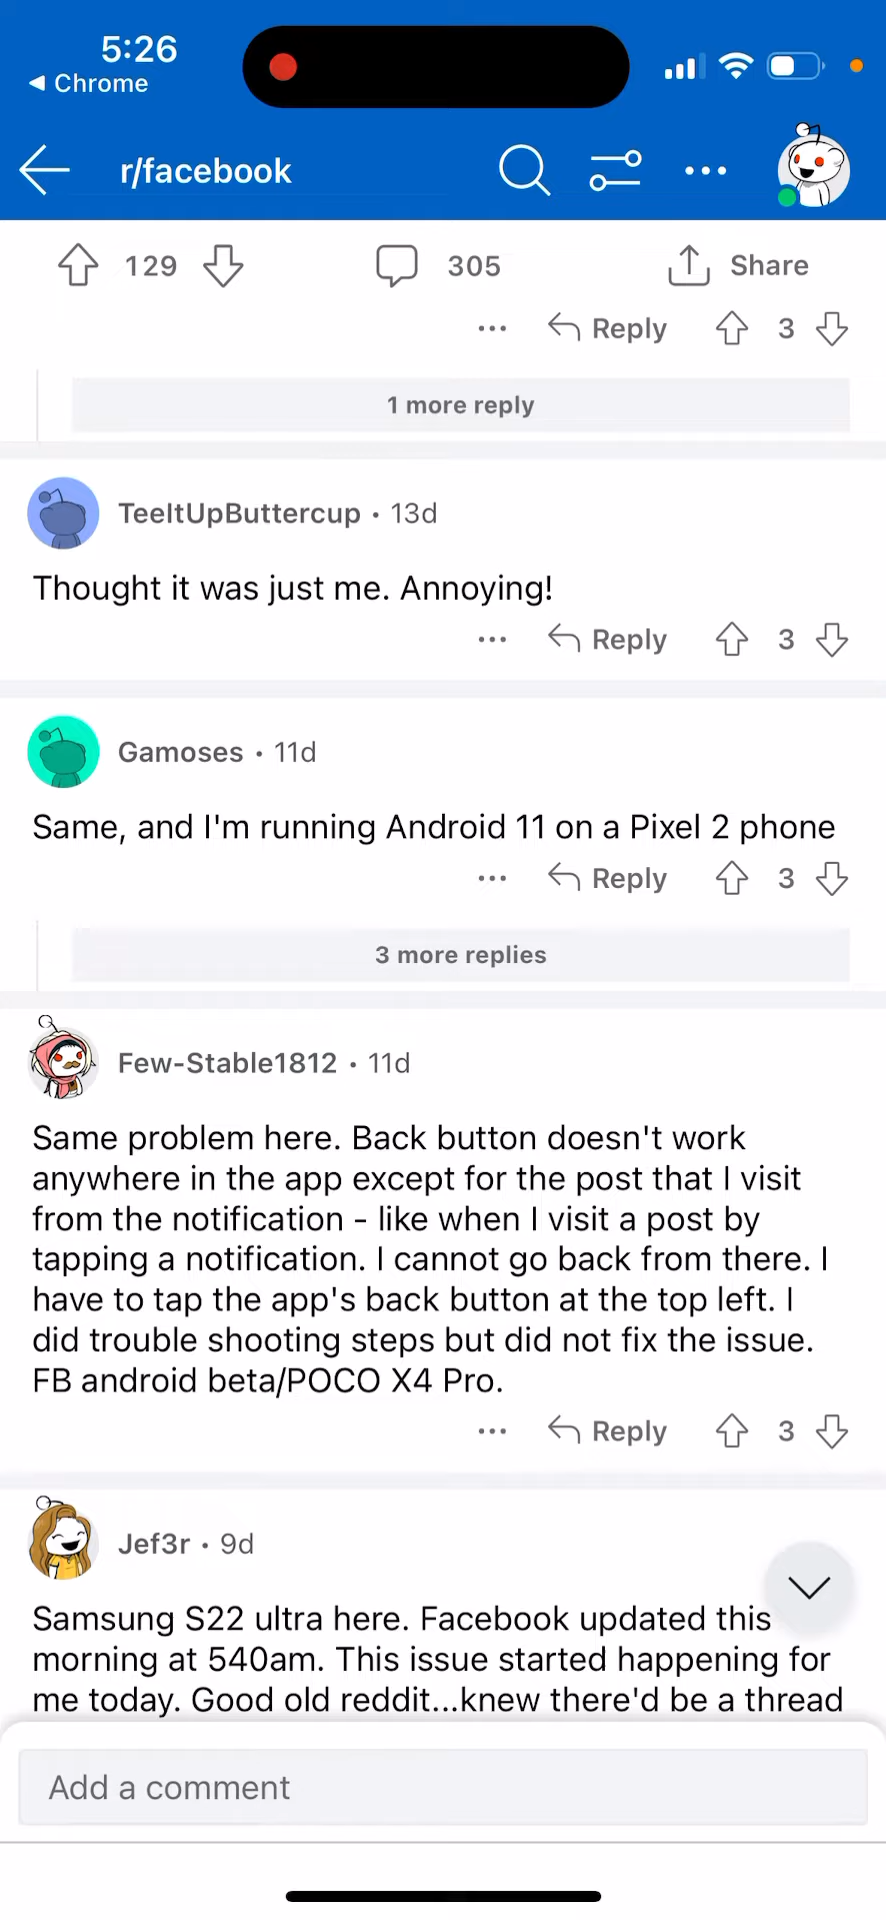 5:26
Chrome
r/facebook
129
305
Share
Reply
3
1 more reply
TeeItUpButtercup • 13d
Thought it was just me. Annoying!
Reply
3
Gamoses • 11d
Same, and I'm running Android 11 on a Pixel 2 phone
Reply
3
3 more replies
Few-Stable1812 • 11d
Same problem here. Back button doesn't work
anywhere in the app except for the post that I visit
from the notification - like when I visit a post by
tapping a notification. I cannot go back from there. I
have to tap the app's back button at the top left. I
did trouble shooting steps but did not fix the issue.
FB android beta/POCO X4 Pro.
Reply
3
Jef3r • 9d
Samsung S22 ultra here. Facebook updated this
morning at 540am. This issue started happening for
me today. Good old reddit...knew there'd be a thread
Add a comment